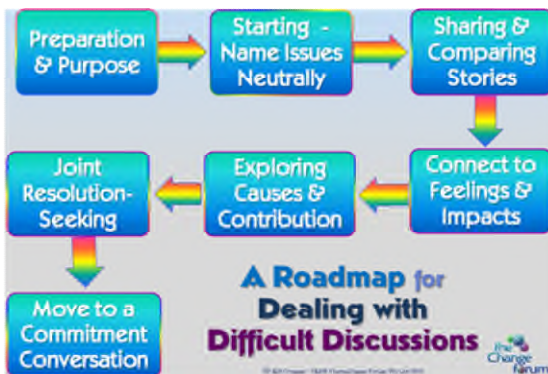 Preparation
& Purpose
Starting -
Name Issues
Neutrally
Sharing &
Comparing
Stories
Connect to
Feelings &
Impacts
Exploring
Causes &
Contribution
Joint
Resolution-
Seeking
Move to a
Commitment
Conversation
A Roadmap for
Dealing with
Difficult Discussions
The
Change
Forum